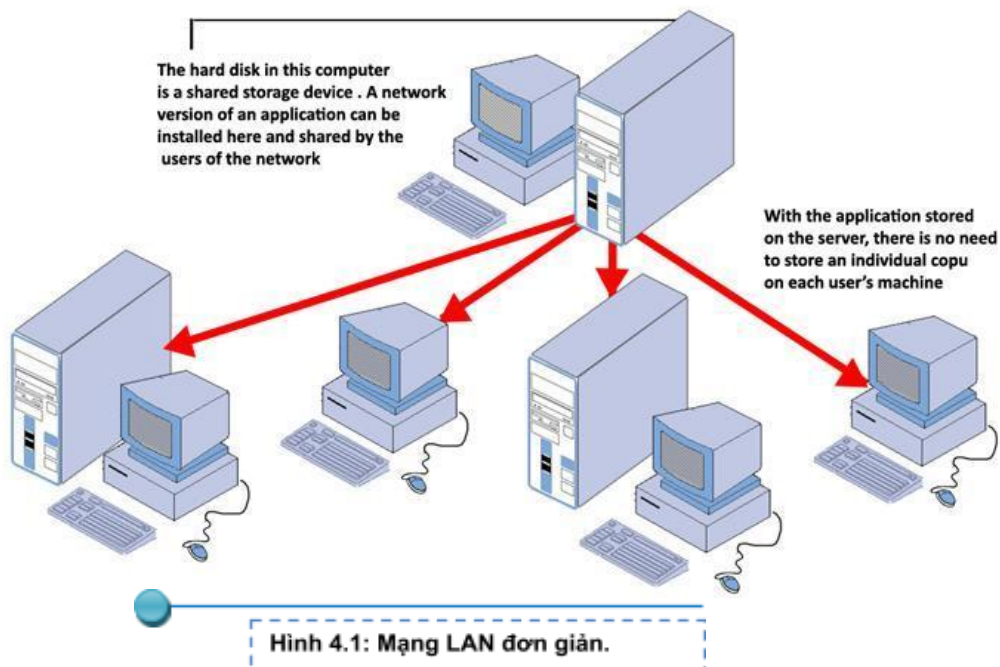 The hard disk in this computer
is a shared storage device . A network
version of an application can be
installed here and shared by the
users of the network
With the application stored
on the server, there is no need
to store an individual copu
on each user's machine
Hình 4.1: Mạng LAN đơn giản.